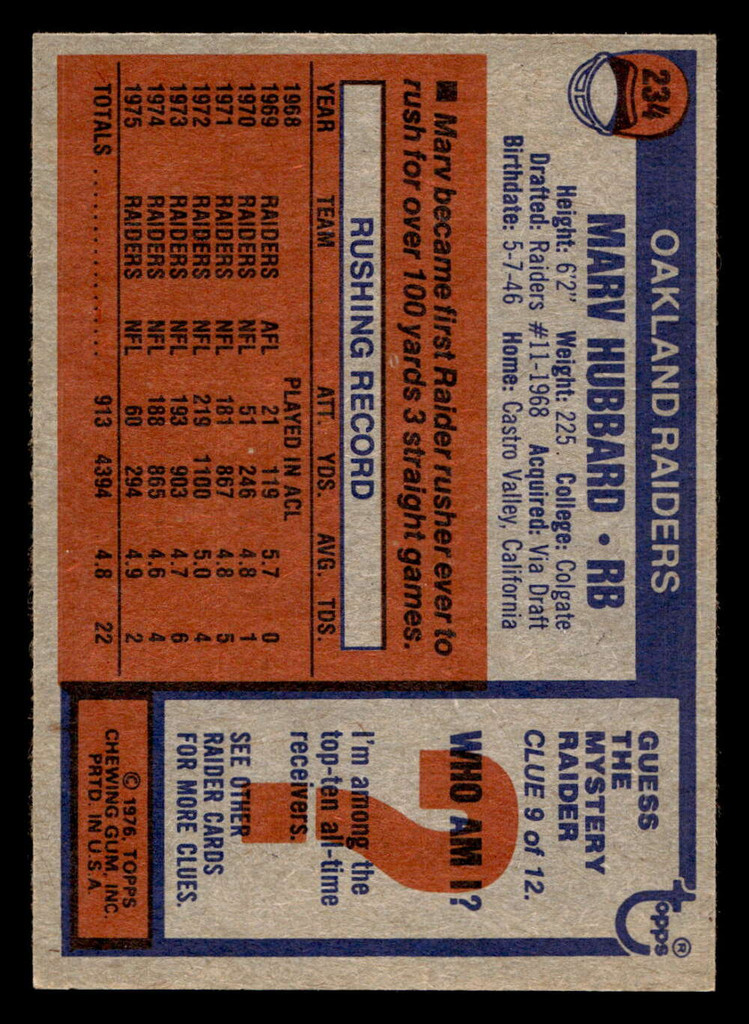 234
OAKLAND RAIDERS
MARV HUBBARD • RB
Height: 6'2" Weight: 225 College: Colgate
Drafted: Raiders #11-1968 Acquired: Via Draft
Birthdate: 5-7-46 Home: Castro Valley, California
■ Marv became first Raider rusher ever to
rush for over 100 yards 3 straight games.
RUSHING RECORD
YEAR TEAM ATT. YDS. AVG. TDS.
1968 PLAYED IN ACL
1969 RAIDERS AFL 21 119 5.7 0
1970 RAIDERS NFL 51 246 4.8 1
1971 RAIDERS NFL 181 867 4.8 5
1972 RAIDERS NFL 219 1100 5.0 4
1973 RAIDERS NFL 193 903 4.7 6
1974 RAIDERS NFL 188 865 4.6 4
1975 RAIDERS NFL 60 294 4.9 2
TOTALS .............. 913 4394 4.8 22
topps®
GUESS
THE
MYSTERY
RAIDER
CLUE 9 of 12.
?
WHO AM I?
I'm among the
top-ten all-time
receivers.
SEE OTHER
RAIDER CARDS
FOR MORE CLUES.
© 1976, TOPPS
CHEWING GUM, INC.
PRTD. IN U.S.A.